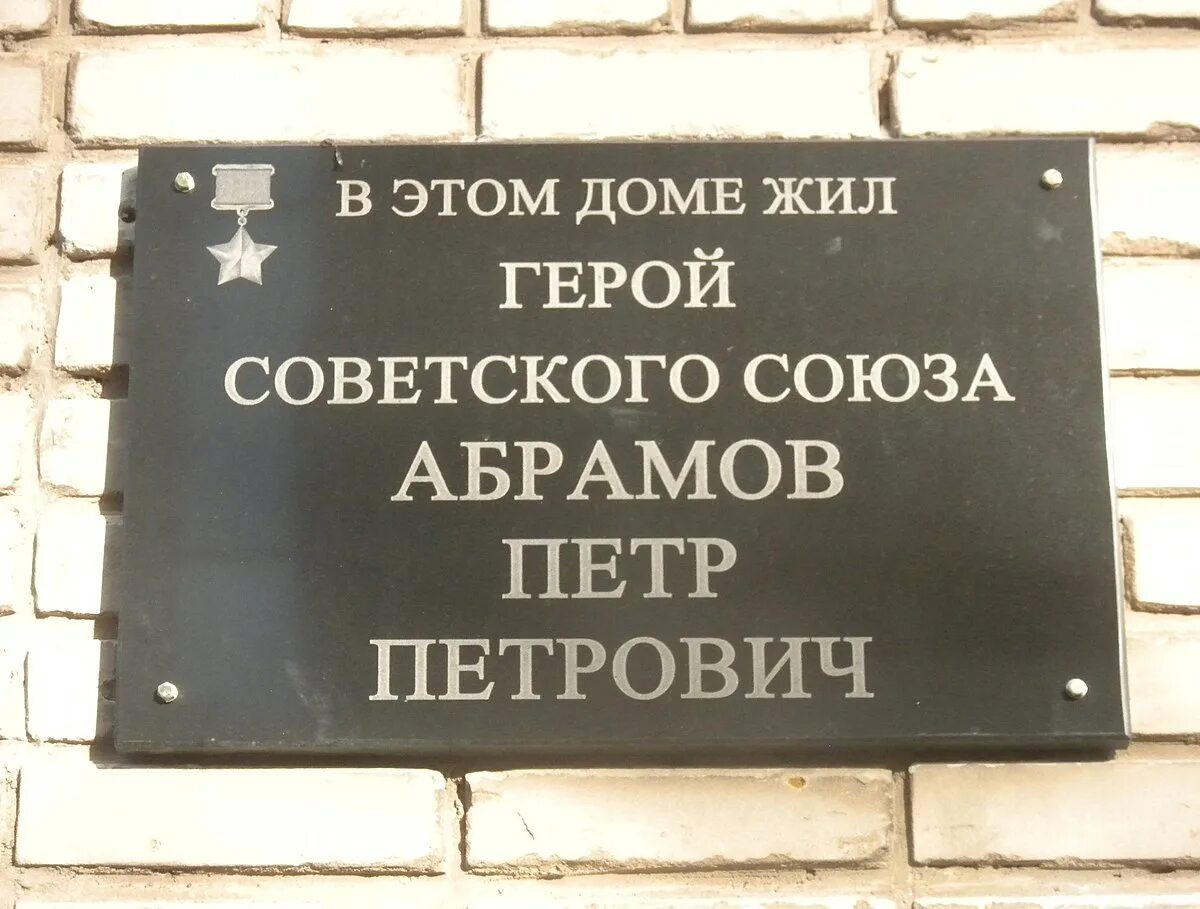 В ЭТОМ ДОМЕ ЖИЛ
ГЕРОЙ
СОВЕТСКОГО СОЮЗА
АБРАМОВ
ПЕТР
ПЕТРОВИЧ